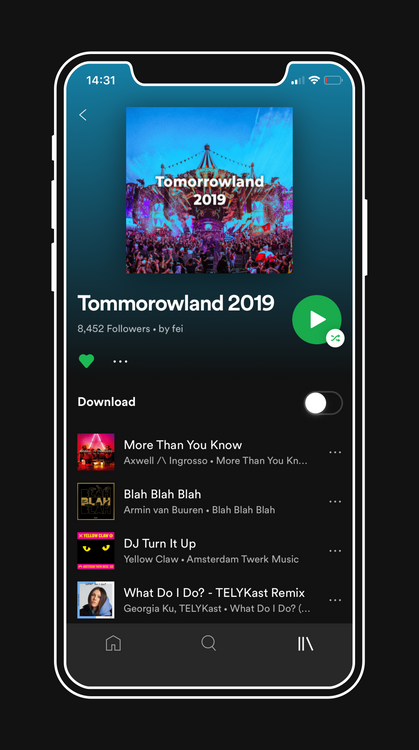 14:31
Tomorrowland
2019
Tommorowland 2019
8,452 Followers • by fei
Download
More Than You Know
Axwell /\ Ingrosso • More Than You Kn...
BLAH
Blah Blah Blah
Armin van Buuren • Blah Blah Blah
YELLOW CLAW
DJ Turn It Up
Yellow Claw • Amsterdam Twerk Music
What Do I Do? - TELYKast Remix
Georgia Ku, TELYKast • What Do I Do? (...